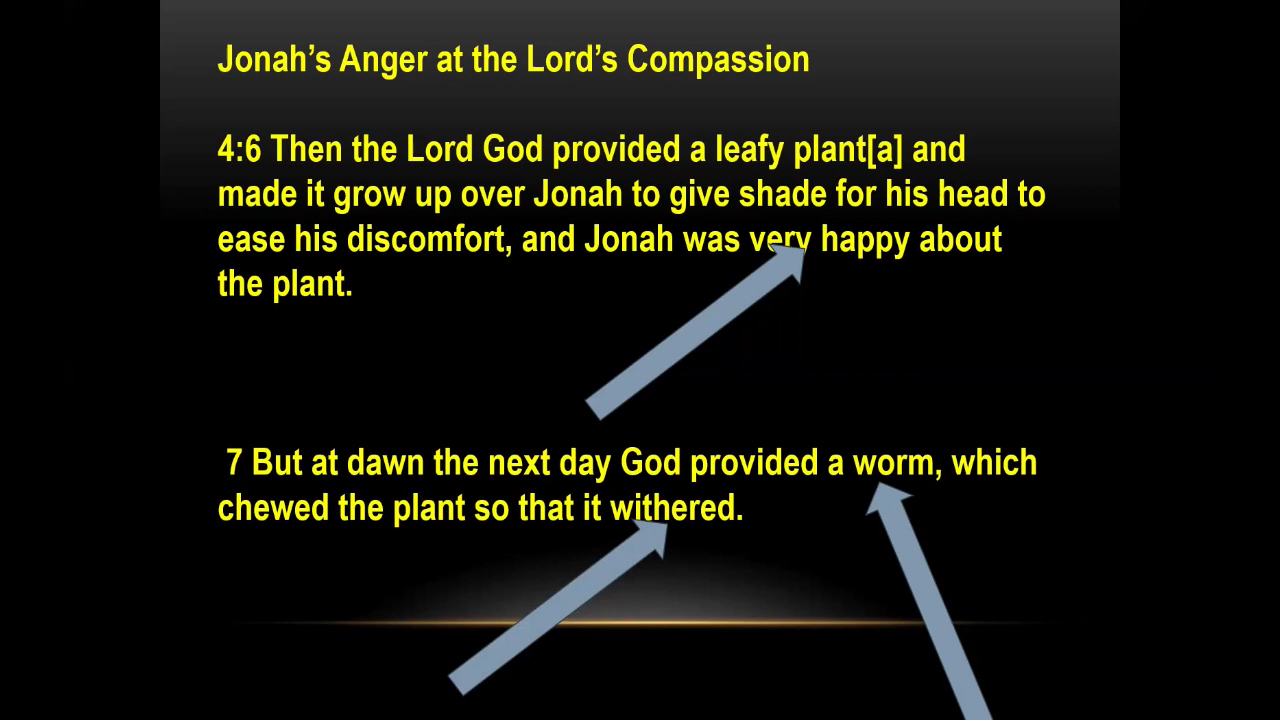 Jonah’s Anger at the Lord’s Compassion
4:6 Then the Lord God provided a leafy plant[a] and
made it grow up over Jonah to give shade for his head to
ease his discomfort, and Jonah was very happy about
the plant.
7 But at dawn the next day God provided a worm, which
chewed the plant so that it withered.